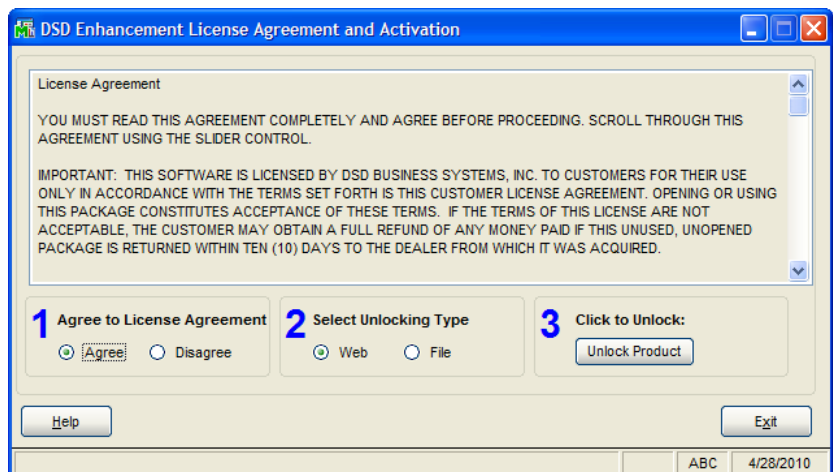 DSD Enhancement License Agreement and Activation
License Agreement
YOU MUST READ THIS AGREEMENT COMPLETELY AND AGREE BEFORE PROCEEDING. SCROLL THROUGH THIS
AGREEMENT USING THE SLIDER CONTROL.
IMPORTANT: THIS SOFTWARE IS LICENSED BY DSD BUSINESS SYSTEMS, INC. TO CUSTOMERS FOR THEIR USE
ONLY IN ACCORDANCE WITH THE TERMS SET FORTH IS THIS CUSTOMER LICENSE AGREEMENT. OPENING OR USING
THIS PACKAGE CONSTITUTES ACCEPTANCE OF THESE TERMS. IF THE TERMS OF THIS LICENSE ARE NOT
ACCEPTABLE, THE CUSTOMER MAY OBTAIN A FULL REFUND OF ANY MONEY PAID IF THIS UNUSED, UNOPENED
PACKAGE IS RETURNED WITHIN TEN (10) DAYS TO THE DEALER FROM WHICH IT WAS ACQUIRED.
1 Agree to License Agreement
Agree Disagree
2 Select Unlocking Type
Web File
3 Click to Unlock:
Unlock Product
Help
Exit
ABC 4/28/2010